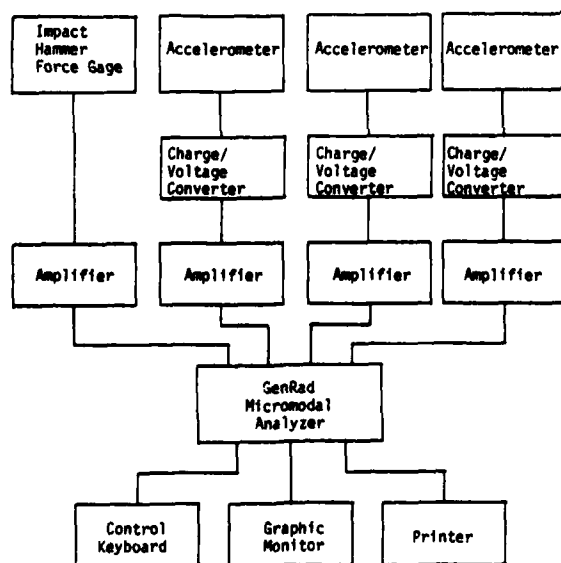 Impact
Hammer
Force Gage
Accelerometer
Accelerometer
Accelerometer
Charge/
Voltage
Converter
Charge/
Voltage
Converter
Charge/
Voltage
Converter
Amplifier
Amplifier
Amplifier
Amplifier
GenRad
Micromodal
Analyzer
Control
Keyboard
Graphic
Monitor
Printer